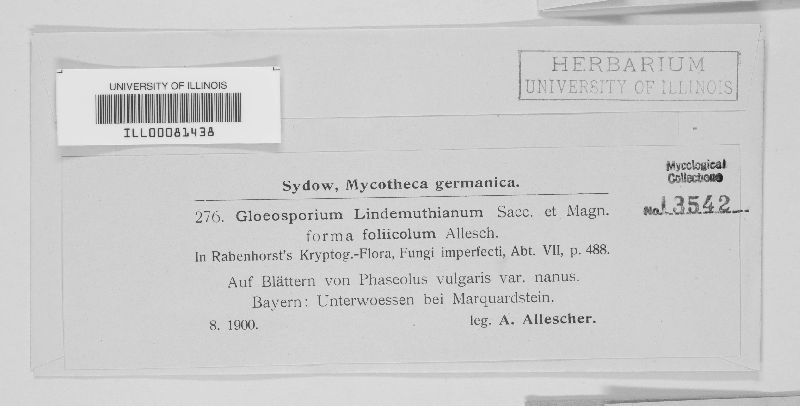 HERBARIUM
UNIVERSITY OF ILLINOIS
UNIVERSITY OF ILLINOIS
ILL00081438
Mycological
Collections
No. 13542
Sydow, Mycotheca germanica.
276. Gloeosporium Lindemuthianum Sacc. et Magn.
forma foliicolum Allesch.
In Rabenhorst's Kryptog.-Flora, Fungi imperfecti, Abt. VII, p. 488.
Auf Blättern von Phaseolus vulgaris var. nanus.
Bayern: Unterwoessen bei Marquardstein.
8. 1900. leg. A. Allescher.